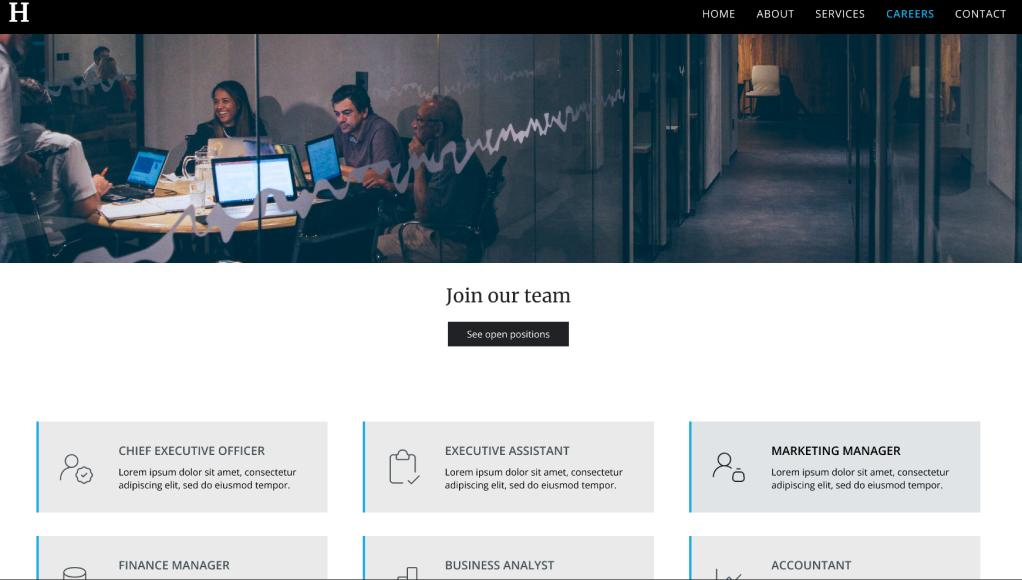 H
HOME ABOUT SERVICES CAREERS CONTACT
Join our team
See open positions
CHIEF EXECUTIVE OFFICER
Lorem ipsum dolor sit amet, consectetur
adipiscing elit, sed do eiusmod tempor.
EXECUTIVE ASSISTANT
Lorem ipsum dolor sit amet, consectetur
adipiscing elit, sed do eiusmod tempor.
MARKETING MANAGER
Lorem ipsum dolor sit amet, consectetur
adipiscing elit, sed do eiusmod tempor.
FINANCE MANAGER
BUSINESS ANALYST
ACCOUNTANT